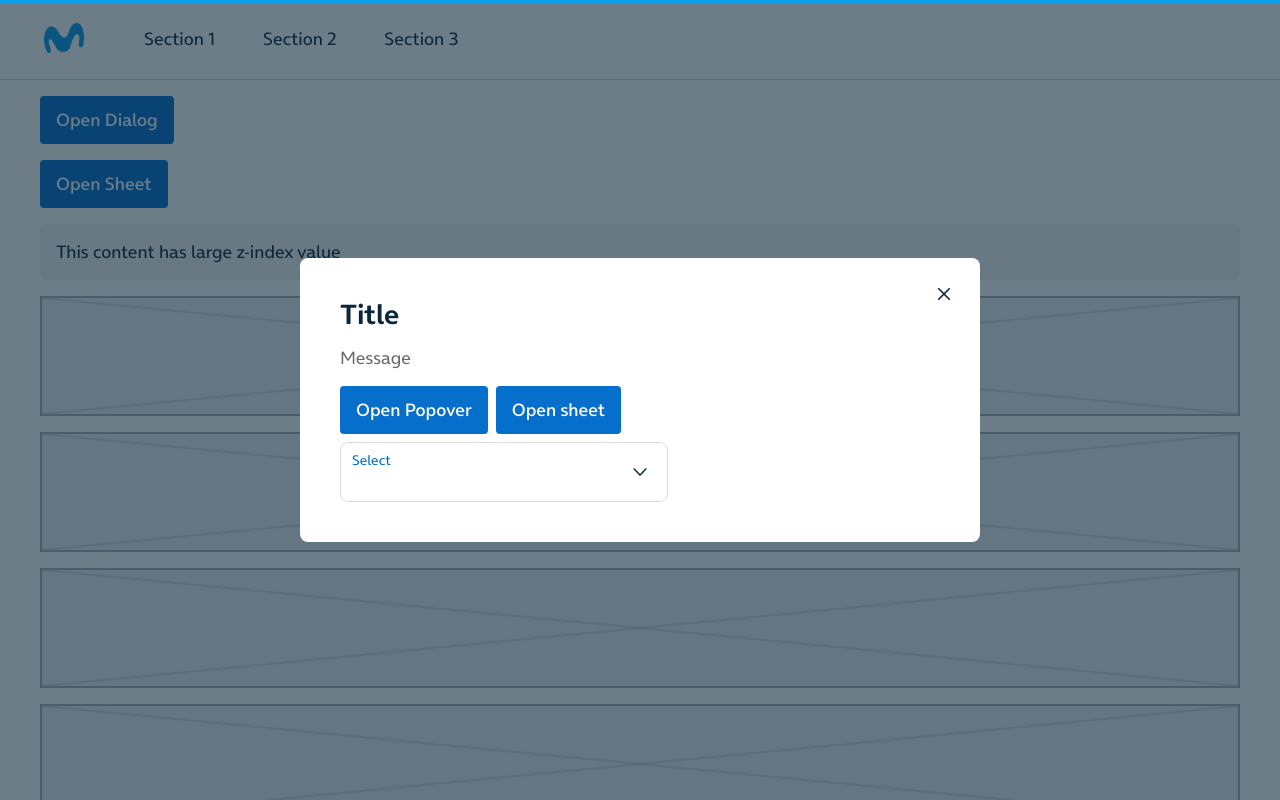 Section 1
Section 2
Section 3
Open Dialog
Open Sheet
This content has large z-index value
Title
Message
Open Popover
Open sheet
Select